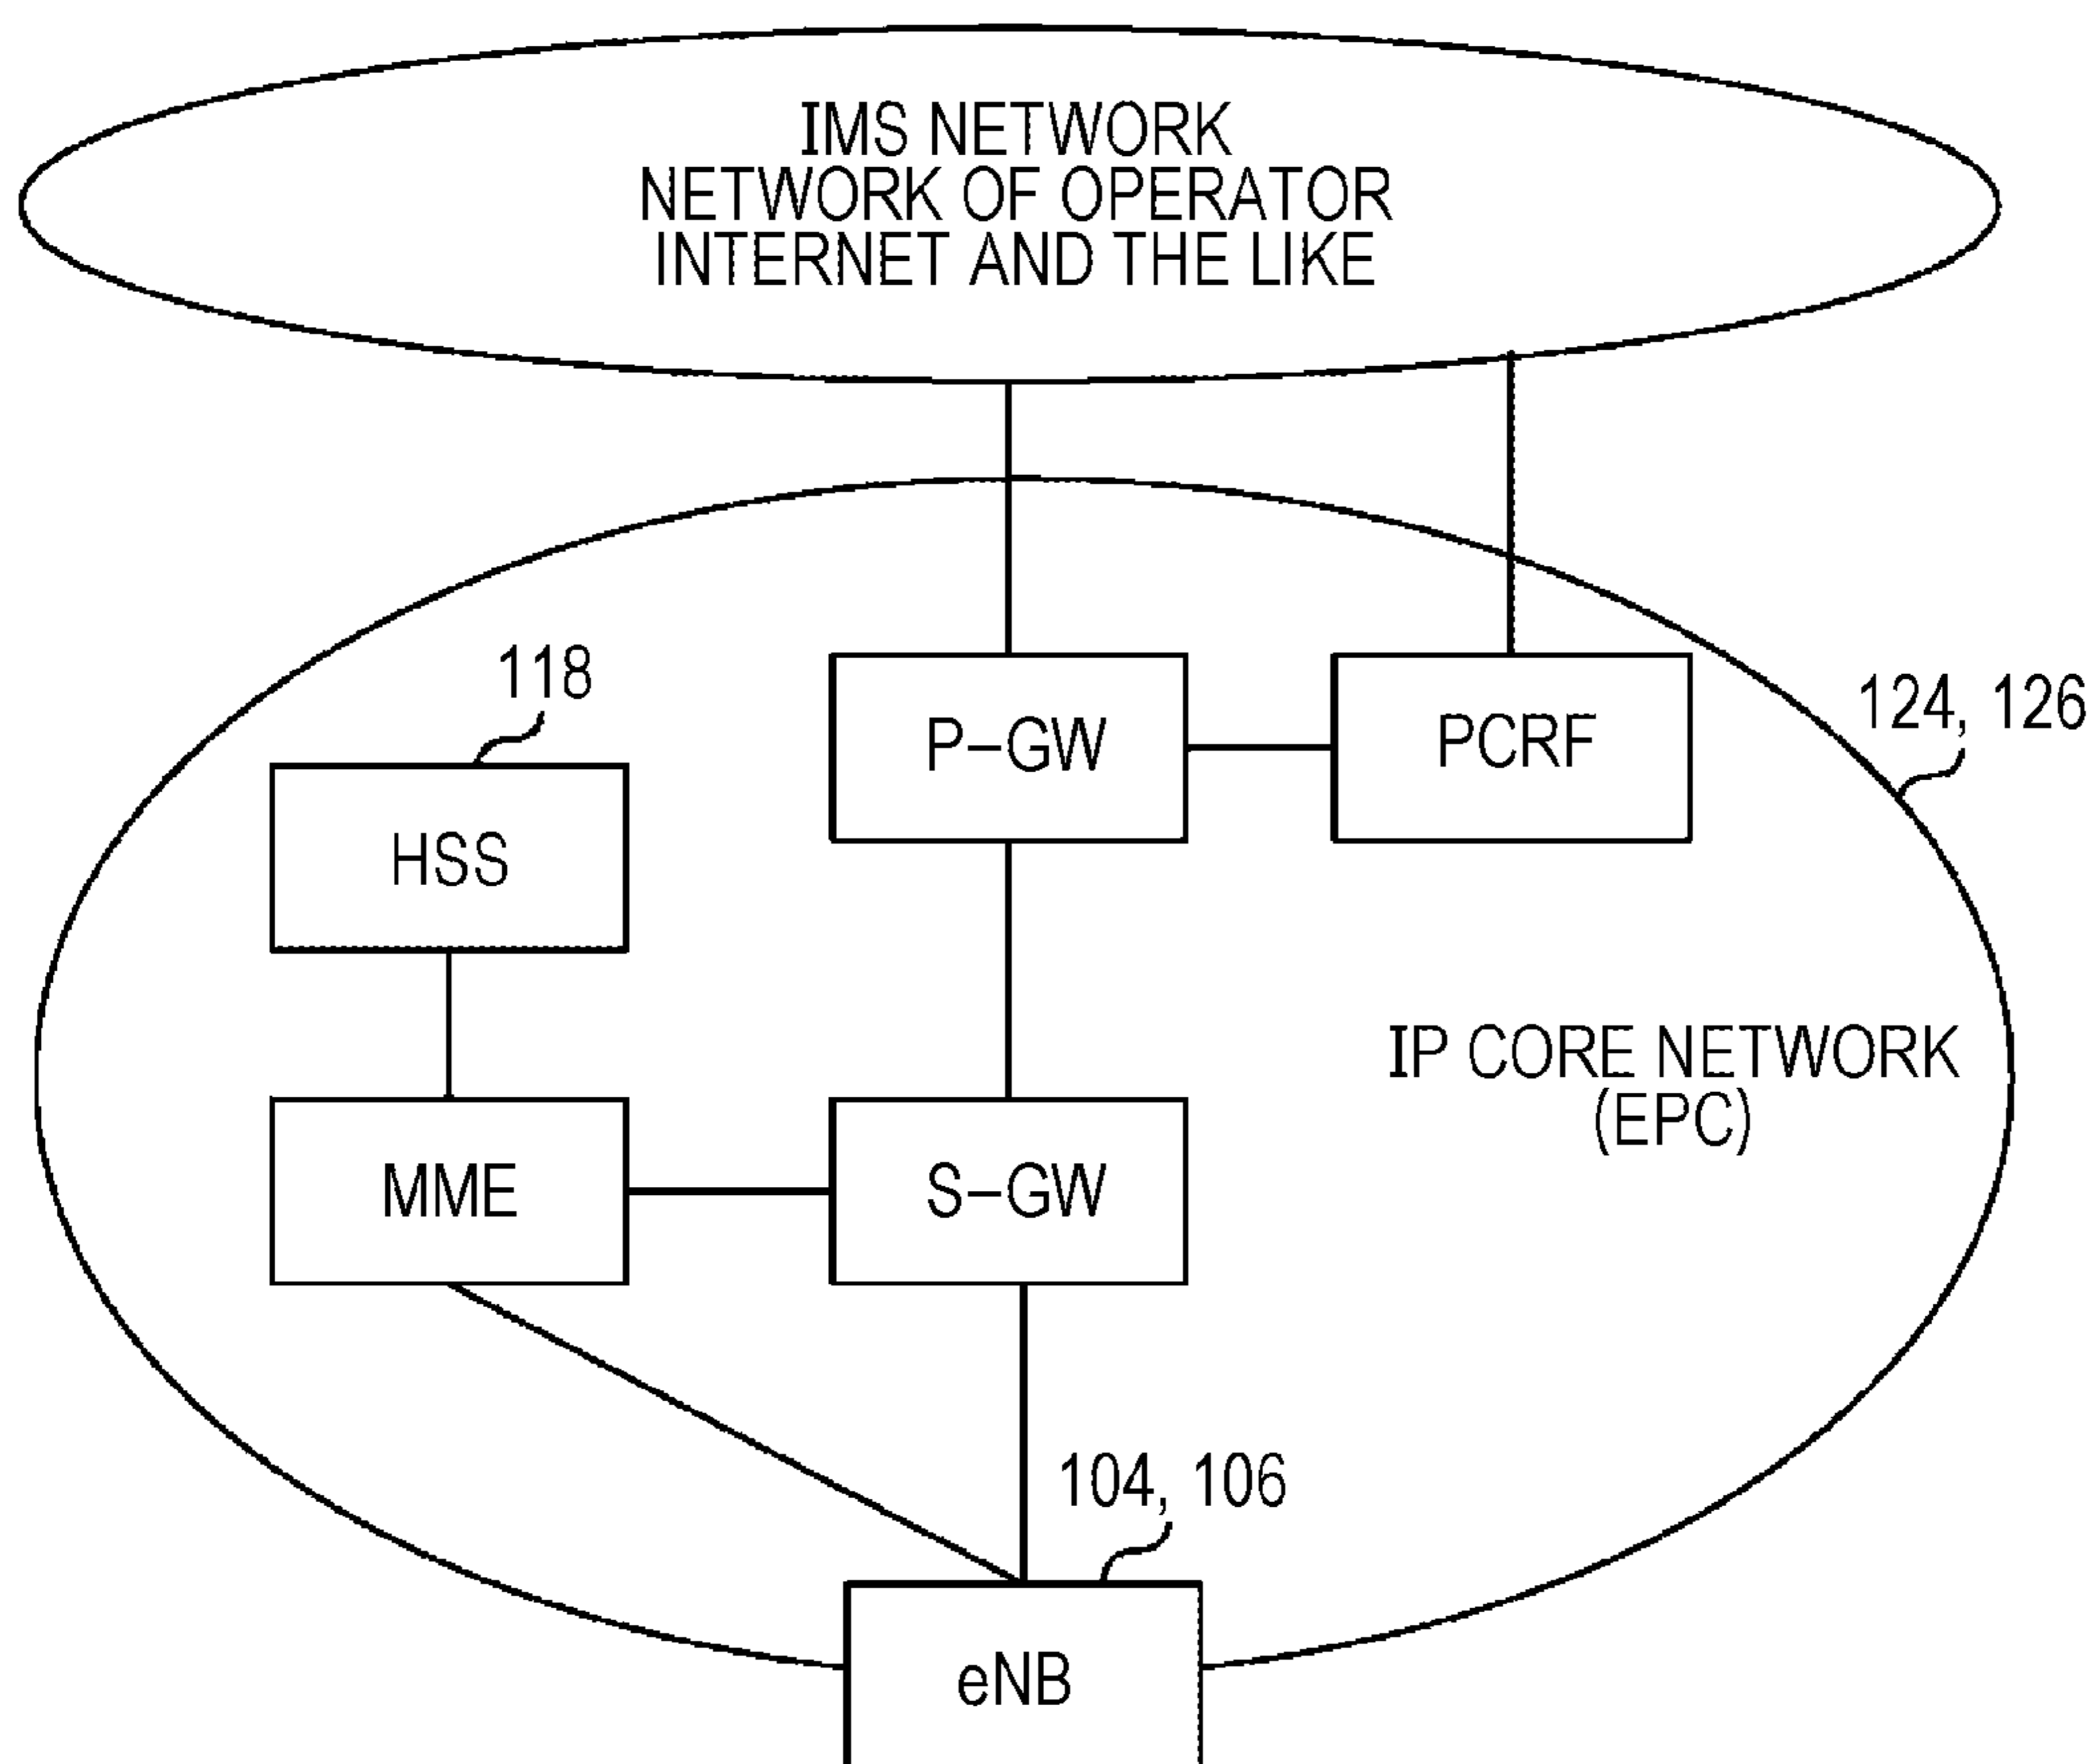 IMS NETWORK
NETWORK OF OPERATOR
INTERNET AND THE LIKE
118
P-GW
PCRF
124, 126
HSS
IP CORE NETWORK
(EPC)
MME
S-GW
104, 106
eNB